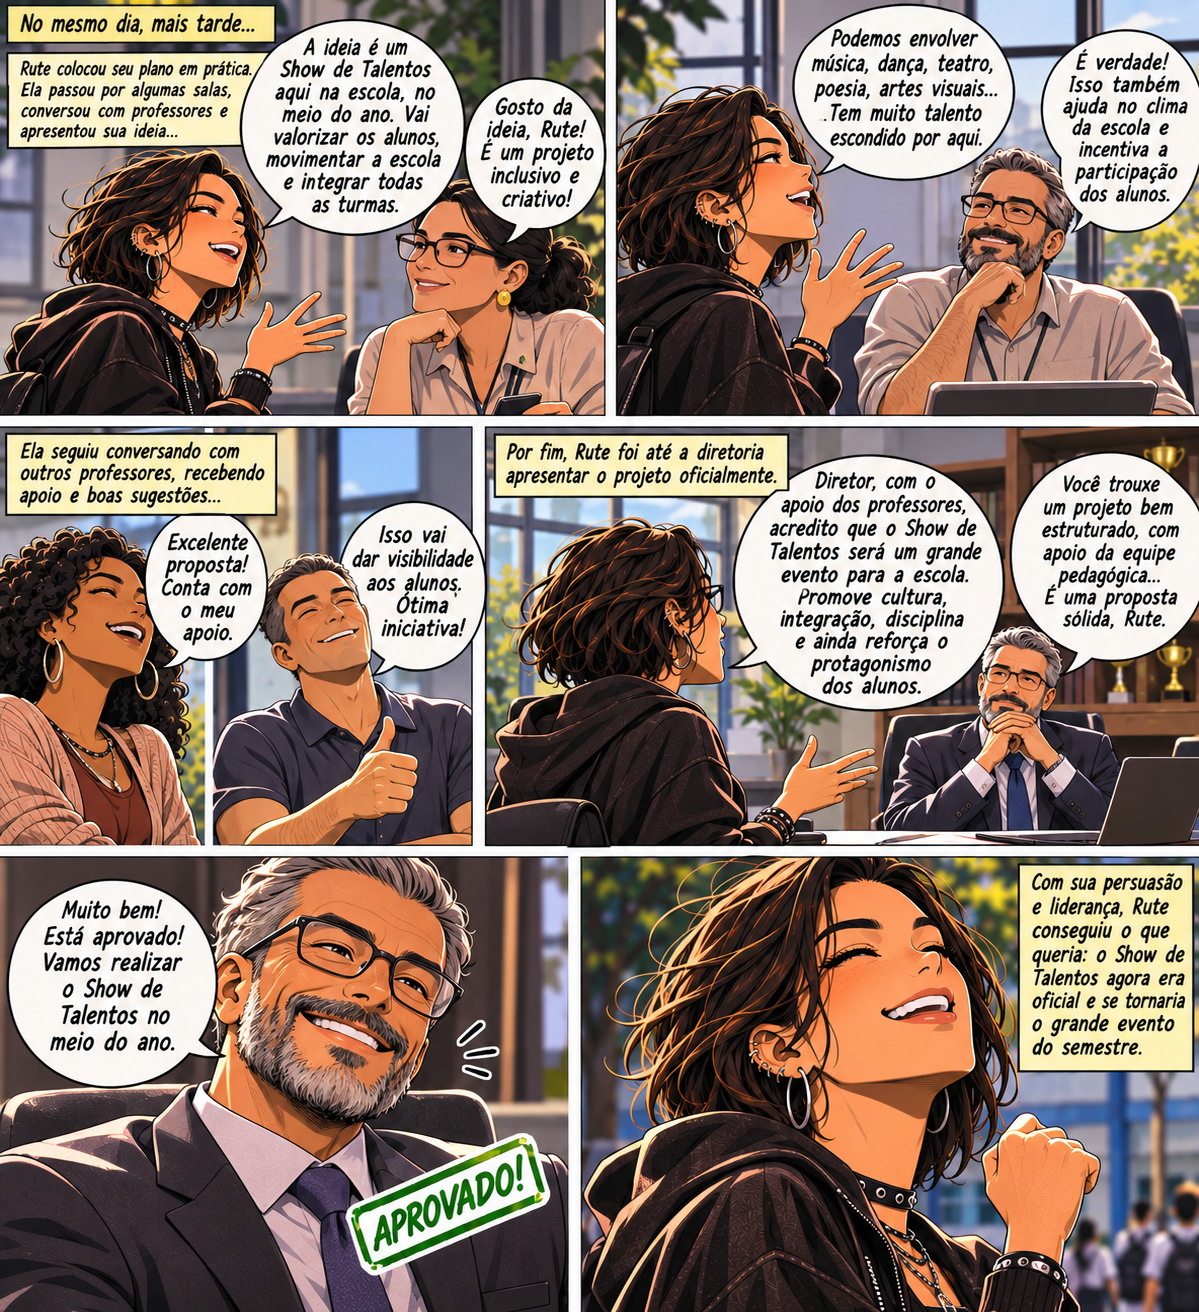 No mesmo dia, mais tarde...
Rute colocou seu plano em prática.
Ela passou por algumas salas,
conversou com professores e
apresentou sua ideia...
A ideia é um
Show de Talentos
aqui na escola, no
meio do ano. Vai
valorizar os alunos,
movimentar a escola
e integrar todas
as turmas.
Gosto da
ideia, Rute!
É um projeto
inclusivo e
criativo!
Podemos envolver
música, dança, teatro,
poesia, artes visuais...
Tem muito talento
escondido por aqui.
É verdade!
Isso também
ajuda no clima
da escola e
incentiva a
participação
dos alunos.
Ela seguiu conversando com
outros professores, recebendo
apoio e boas sugestões...
Excelente
proposta!
Conta com
o meu
apoio.
Isso vai
dar visibilidade
aos alunos.
Ótima
iniciativa!
Por fim, Rute foi até a diretoria
apresentar o projeto oficialmente.
Diretor, com o
apoio dos professores,
acredito que o Show de
Talentos será um grande
evento para a escola.
Promove cultura,
integração, disciplina
e ainda reforça o
protagonismo
dos alunos.
Você trouxe
um projeto bem
estruturado, com
apoio da equipe
pedagógica...
É uma proposta
sólida, Rute.
Muito bem!
Está aprovado!
Vamos realizar
o Show de
Talentos no
meio do ano.
APROVADO!
Com sua persuasão
e liderança, Rute
conseguiu o que
queria: o Show de
Talentos agora era
oficial e se tornaria
o grande evento
do semestre.